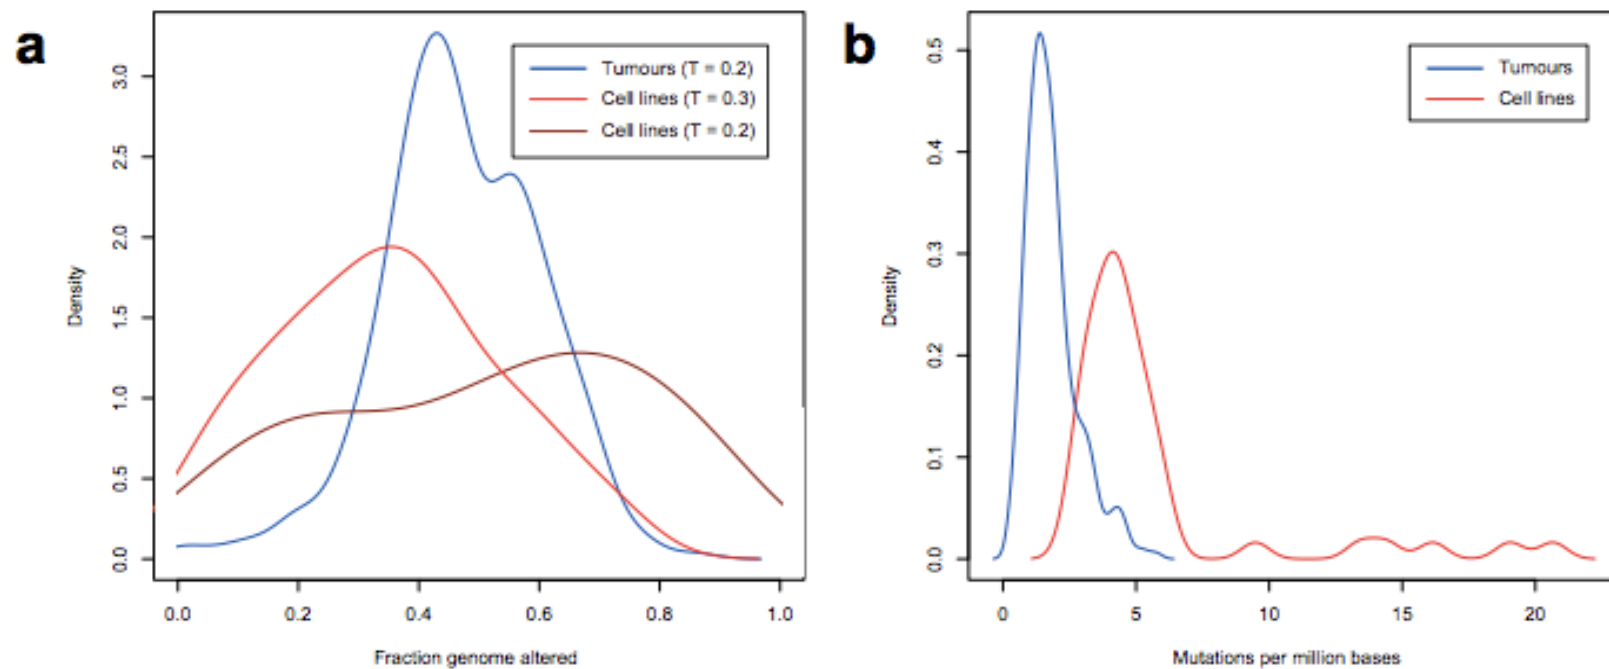 a
Tumours (T = 0.2)
Cell lines (T = 0.3)
Cell lines (T = 0.2)
Density
0.0 0.5 1.0 1.5 2.0 2.5 3.0
0.0 0.2 0.4 0.6 0.8 1.0
Fraction genome altered
b
Tumours
Cell lines
Density
0.0 0.1 0.2 0.3 0.4 0.5
0 5 10 15 20
Mutations per million bases